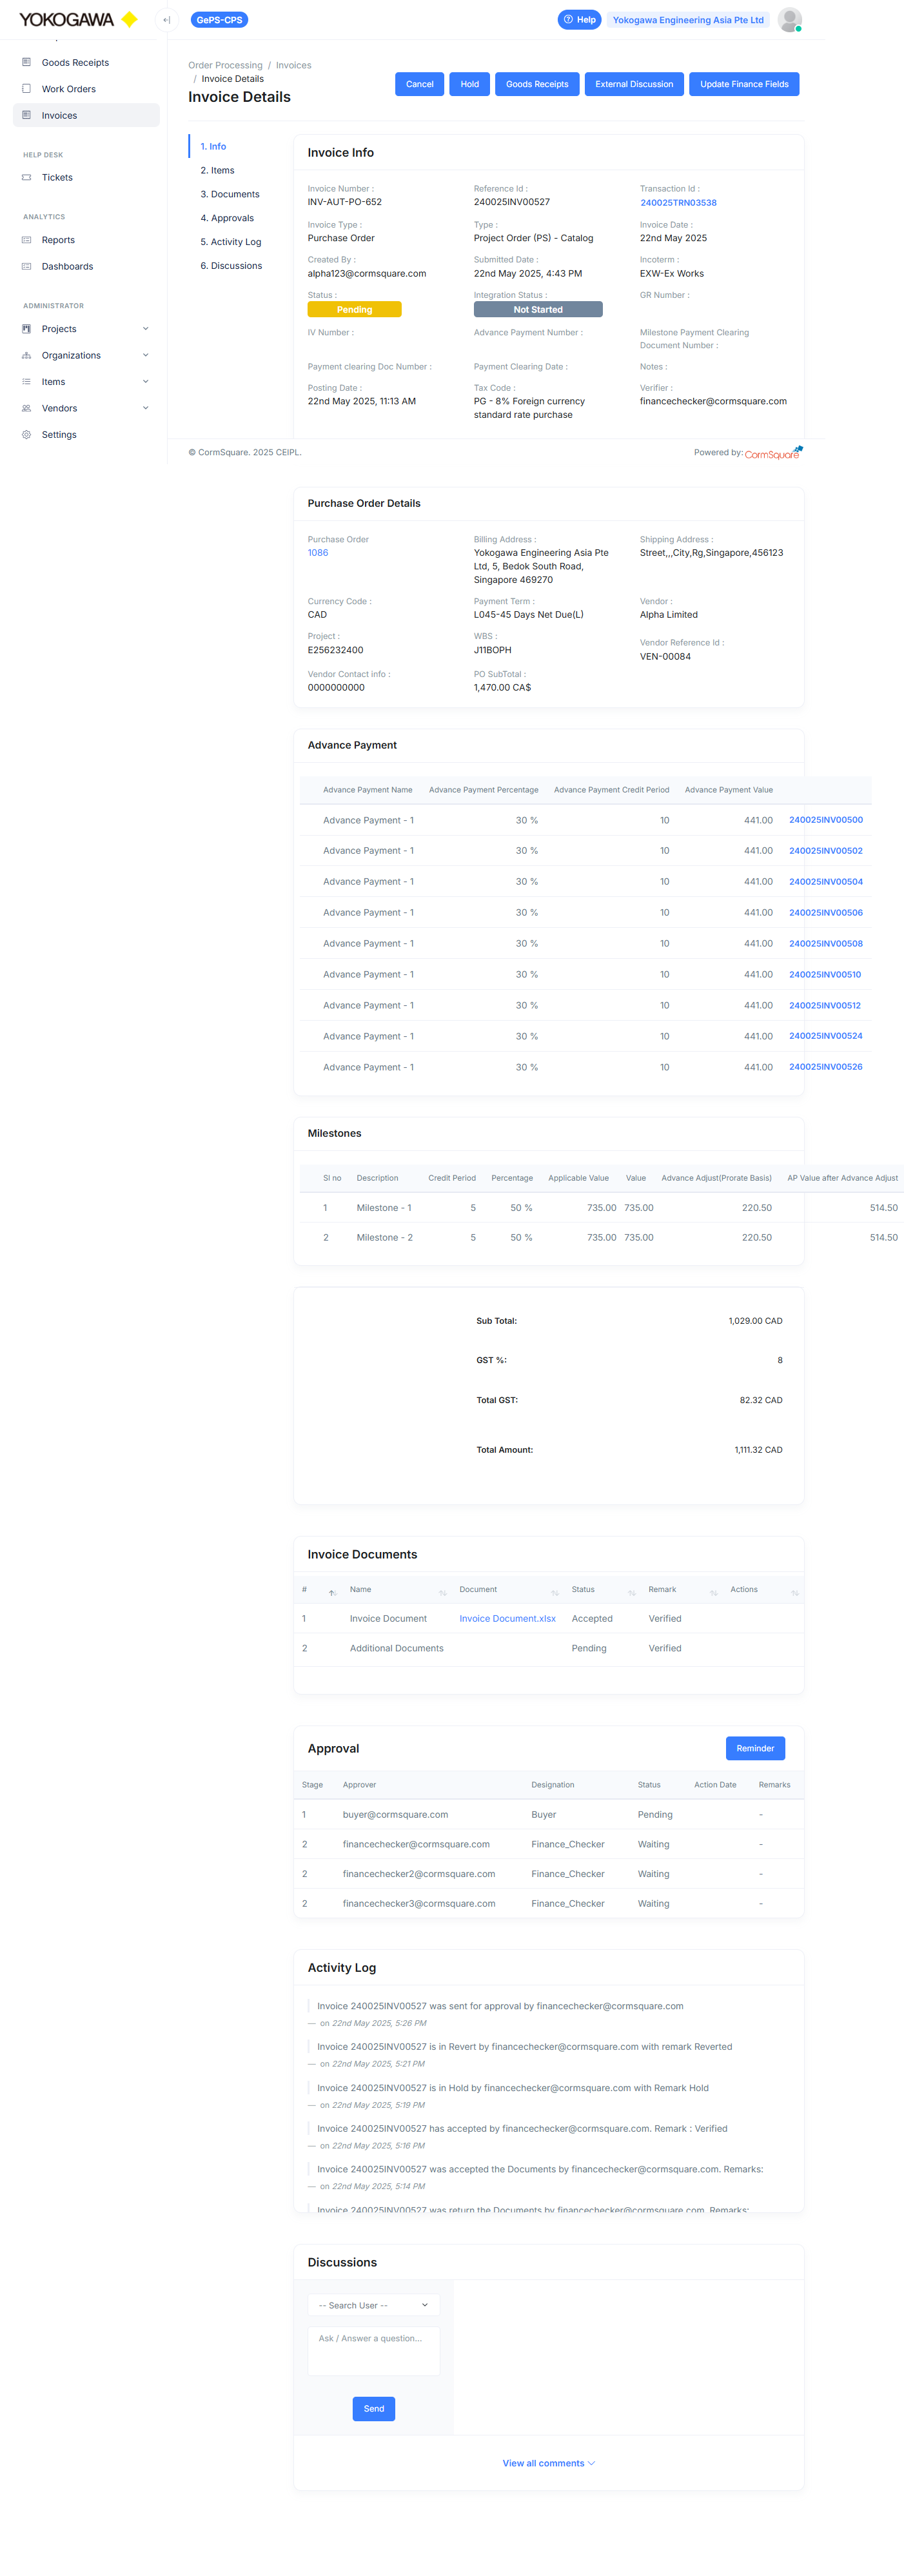 YOKOGAWA
GePS-CPS
Help
Yokogawa Engineering Asia Pte Ltd
Goods Receipts
Work Orders
Invoices
HELP DESK
Tickets
ANALYTICS
Reports
Dashboards
ADMINISTRATOR
Projects
Organizations
Items
Vendors
Settings
Order Processing / Invoices
/ Invoice Details
Invoice Details
Cancel
Hold
Goods Receipts
External Discussion
Update Finance Fields
1. Info
2. Items
3. Documents
4. Approvals
5. Activity Log
6. Discussions
Invoice Info
Invoice Number : Reference Id : Transaction Id :
INV-AUT-PO-652 240025INV00527 240025TRN03538
Invoice Type : Type : Invoice Date :
Purchase Order Project Order (PS) - Catalog 22nd May 2025
Created By : Submitted Date : Incoterm :
alpha123@cormsquare.com 22nd May 2025, 4:43 PM EXW-Ex Works
Status : Integration Status : GR Number :
Pending Not Started
IV Number : Advance Payment Number : Milestone Payment Clearing
Document Number :
Payment clearing Doc Number : Payment Clearing Date : Notes :
Posting Date : Tax Code : Verifier :
22nd May 2025, 11:13 AM PG - 8% Foreign currency financechecker@cormsquare.com
standard rate purchase
© CormSquare. 2025 CEIPL.
Powered by: CormSquare
Purchase Order Details
Purchase Order Billing Address : Shipping Address :
1086 Yokogawa Engineering Asia Pte Street,,,City,Rg,Singapore,456123
Ltd, 5, Bedok South Road,
Singapore 469270
Currency Code : Payment Term : Vendor :
CAD L045-45 Days Net Due(L) Alpha Limited
Project : WBS : Vendor Reference Id :
E256232400 J11BOPH VEN-00084
Vendor Contact info : PO SubTotal :
0000000000 1,470.00 CA$
Advance Payment
Advance Payment Name Advance Payment Percentage Advance Payment Credit Period Advance Payment Value
Advance Payment - 1 30 % 10 441.00 240025INV00500
Advance Payment - 1 30 % 10 441.00 240025INV00502
Advance Payment - 1 30 % 10 441.00 240025INV00504
Advance Payment - 1 30 % 10 441.00 240025INV00506
Advance Payment - 1 30 % 10 441.00 240025INV00508
Advance Payment - 1 30 % 10 441.00 240025INV00510
Advance Payment - 1 30 % 10 441.00 240025INV00512
Advance Payment - 1 30 % 10 441.00 240025INV00524
Advance Payment - 1 30 % 10 441.00 240025INV00526
Milestones
Sl no Description Credit Period Percentage Applicable Value Value Advance Adjust(Prorate Basis) AP Value after Advance Adjust
1 Milestone - 1 5 50 % 735.00 735.00 220.50 514.50
2 Milestone - 2 5 50 % 735.00 735.00 220.50 514.50
Sub Total: 1,029.00 CAD
GST %: 8
Total GST: 82.32 CAD
Total Amount: 1,111.32 CAD
Invoice Documents
# Name Document Status Remark Actions
1 Invoice Document Invoice Document.xlsx Accepted Verified
2 Additional Documents Pending Verified
Approval
Reminder
Stage Approver Designation Status Action Date Remarks
1 buyer@cormsquare.com Buyer Pending -
2 financechecker@cormsquare.com Finance_Checker Waiting -
2 financechecker2@cormsquare.com Finance_Checker Waiting -
2 financechecker3@cormsquare.com Finance_Checker Waiting -
Activity Log
Invoice 240025INV00527 was sent for approval by financechecker@cormsquare.com
— on 22nd May 2025, 5:26 PM
Invoice 240025INV00527 is in Revert by financechecker@cormsquare.com with remark Reverted
— on 22nd May 2025, 5:21 PM
Invoice 240025INV00527 is in Hold by financechecker@cormsquare.com with Remark Hold
— on 22nd May 2025, 5:19 PM
Invoice 240025INV00527 has accepted by financechecker@cormsquare.com. Remark : Verified
— on 22nd May 2025, 5:16 PM
Invoice 240025INV00527 was accepted the Documents by financechecker@cormsquare.com. Remarks:
— on 22nd May 2025, 5:14 PM
Invoice 240025INV00527 was return the Documents by financechecker@cormsquare.com. Remarks:
Discussions
-- Search User --
Ask / Answer a question...
Send
View all comments